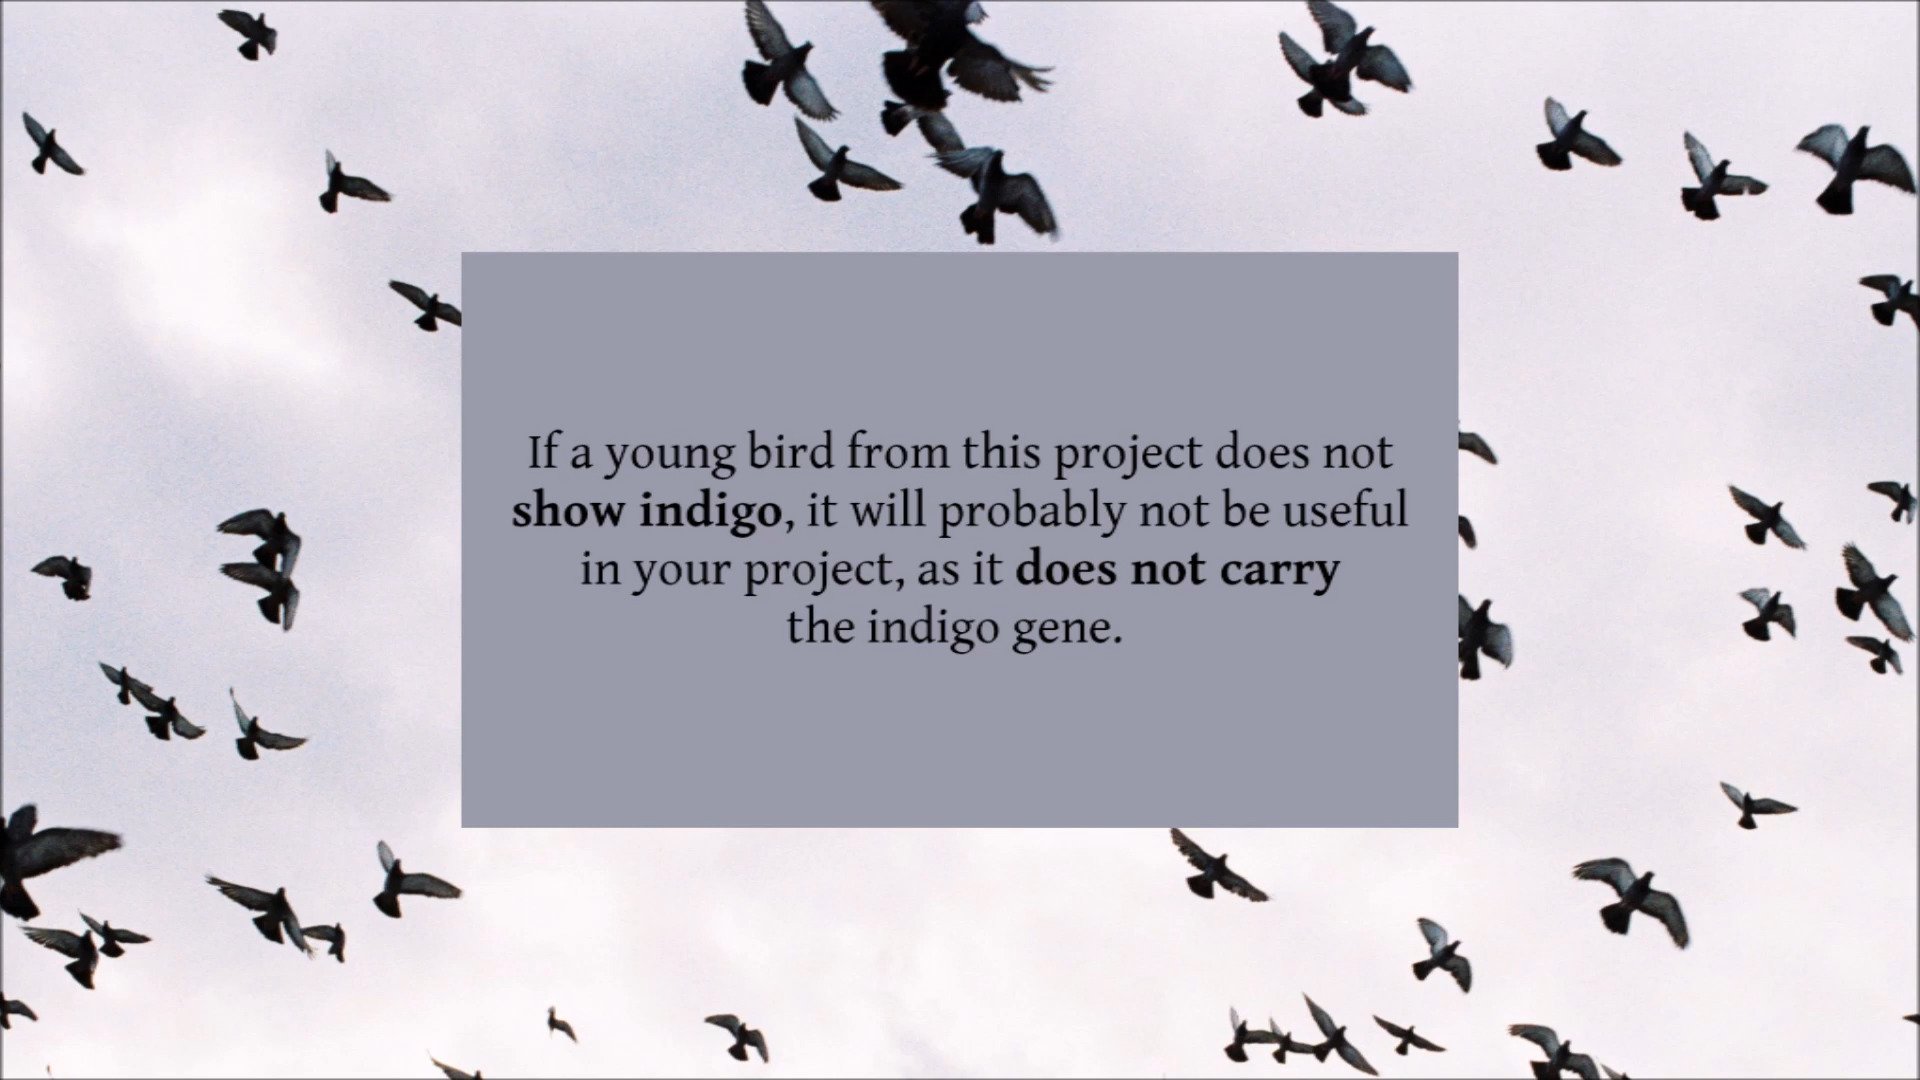 If a young bird from this project does not
show indigo, it will probably not be useful
in your project, as it does not carry
the indigo gene.